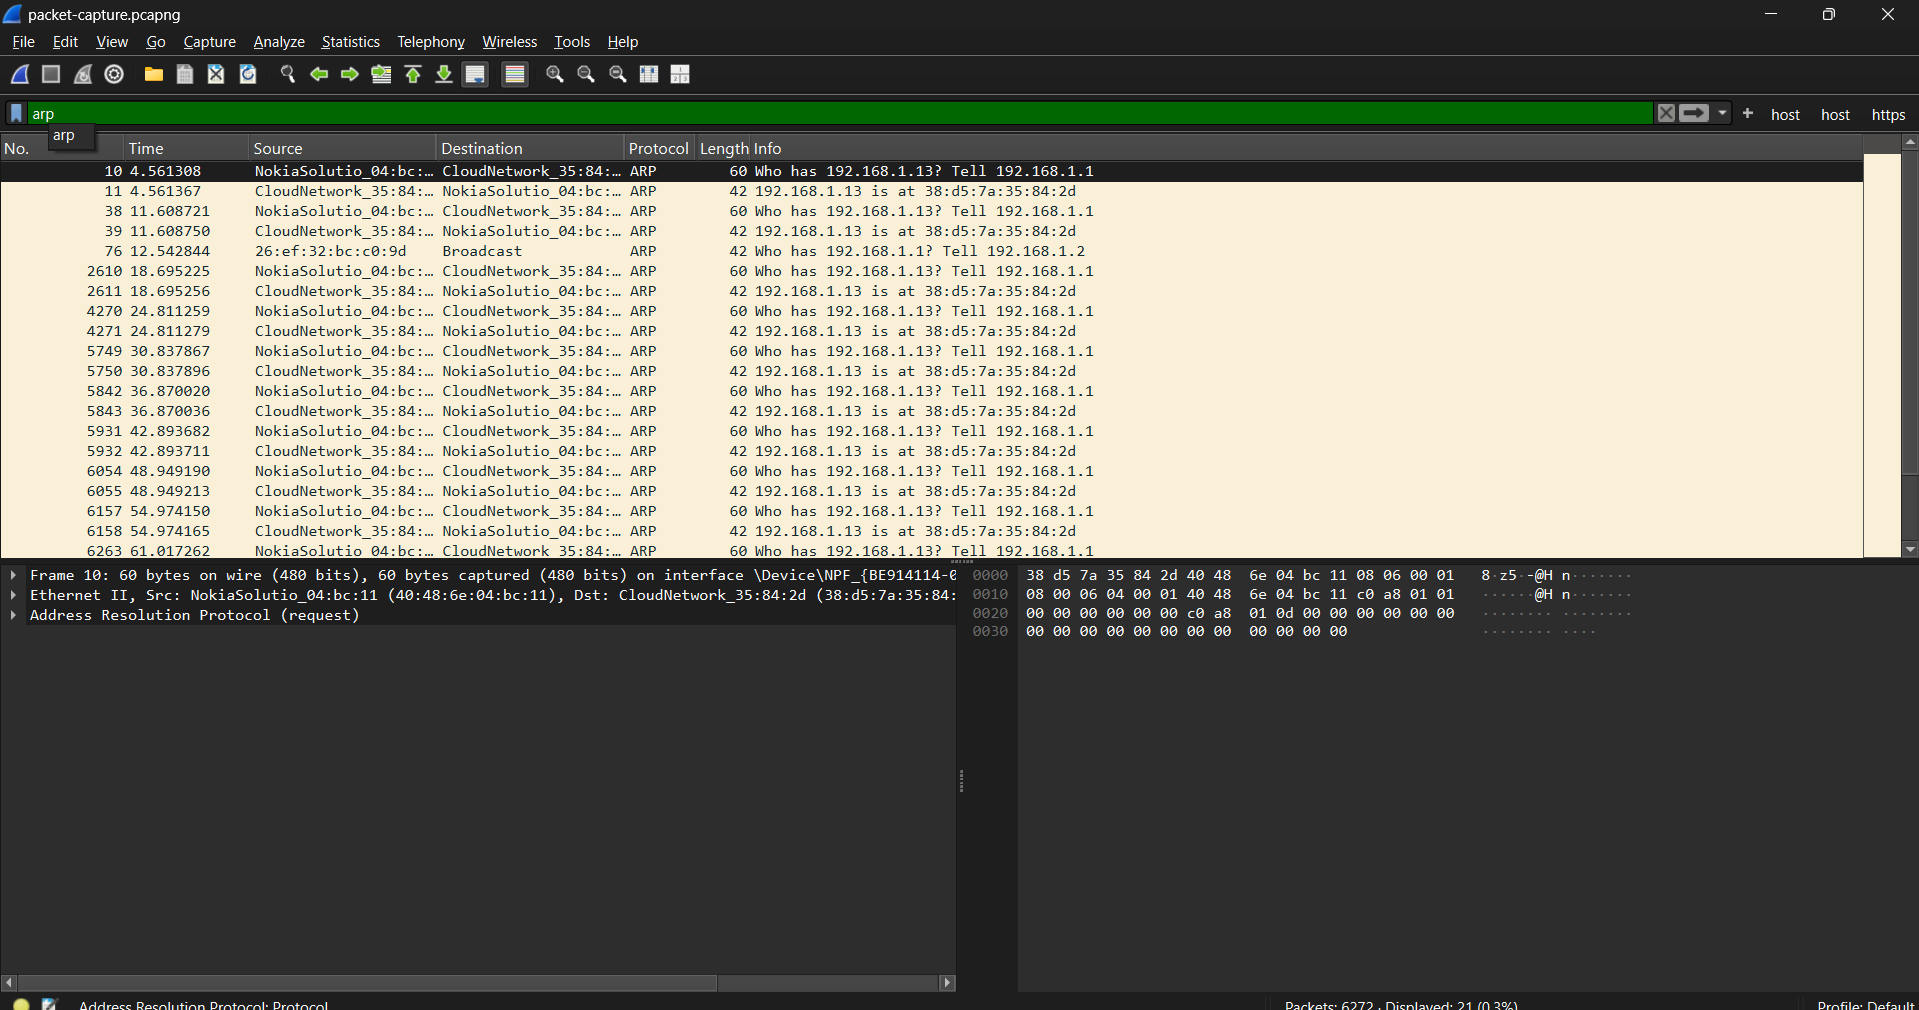 packet-capture.pcapng
File Edit View Go Capture Analyze Statistics Telephony Wireless Tools Help
arp
+ host host https
arp
No. Time Source Destination Protocol Length Info
10 4.561308 NokiaSolutio_04:bc:… CloudNetwork_35:84:… ARP 60 Who has 192.168.1.13? Tell 192.168.1.1
11 4.561367 CloudNetwork_35:84:… NokiaSolutio_04:bc:… ARP 42 192.168.1.13 is at 38:d5:7a:35:84:2d
38 11.608721 NokiaSolutio_04:bc:… CloudNetwork_35:84:… ARP 60 Who has 192.168.1.13? Tell 192.168.1.1
39 11.608750 CloudNetwork_35:84:… NokiaSolutio_04:bc:… ARP 42 192.168.1.13 is at 38:d5:7a:35:84:2d
76 12.542844 26:ef:32:bc:c0:9d Broadcast ARP 42 Who has 192.168.1.1? Tell 192.168.1.2
2610 18.695225 NokiaSolutio_04:bc:… CloudNetwork_35:84:… ARP 60 Who has 192.168.1.13? Tell 192.168.1.1
2611 18.695256 CloudNetwork_35:84:… NokiaSolutio_04:bc:… ARP 42 192.168.1.13 is at 38:d5:7a:35:84:2d
4270 24.811259 NokiaSolutio_04:bc:… CloudNetwork_35:84:… ARP 60 Who has 192.168.1.13? Tell 192.168.1.1
4271 24.811279 CloudNetwork_35:84:… NokiaSolutio_04:bc:… ARP 42 192.168.1.13 is at 38:d5:7a:35:84:2d
5749 30.837867 NokiaSolutio_04:bc:… CloudNetwork_35:84:… ARP 60 Who has 192.168.1.13? Tell 192.168.1.1
5750 30.837896 CloudNetwork_35:84:… NokiaSolutio_04:bc:… ARP 42 192.168.1.13 is at 38:d5:7a:35:84:2d
5842 36.870020 NokiaSolutio_04:bc:… CloudNetwork_35:84:… ARP 60 Who has 192.168.1.13? Tell 192.168.1.1
5843 36.870036 CloudNetwork_35:84:… NokiaSolutio_04:bc:… ARP 42 192.168.1.13 is at 38:d5:7a:35:84:2d
5931 42.893682 NokiaSolutio_04:bc:… CloudNetwork_35:84:… ARP 60 Who has 192.168.1.13? Tell 192.168.1.1
5932 42.893711 CloudNetwork_35:84:… NokiaSolutio_04:bc:… ARP 42 192.168.1.13 is at 38:d5:7a:35:84:2d
6054 48.949190 NokiaSolutio_04:bc:… CloudNetwork_35:84:… ARP 60 Who has 192.168.1.13? Tell 192.168.1.1
6055 48.949213 CloudNetwork_35:84:… NokiaSolutio_04:bc:… ARP 42 192.168.1.13 is at 38:d5:7a:35:84:2d
6157 54.974150 NokiaSolutio_04:bc:… CloudNetwork_35:84:… ARP 60 Who has 192.168.1.13? Tell 192.168.1.1
6158 54.974165 CloudNetwork_35:84:… NokiaSolutio_04:bc:… ARP 42 192.168.1.13 is at 38:d5:7a:35:84:2d
6263 61.017262 NokiaSolutio_04:bc:… CloudNetwork_35:84:… ARP 60 Who has 192.168.1.13? Tell 192.168.1.1
Frame 10: 60 bytes on wire (480 bits), 60 bytes captured (480 bits) on interface \Device\NPF_{BE914114-0
Ethernet II, Src: NokiaSolutio_04:bc:11 (40:48:6e:04:bc:11), Dst: CloudNetwork_35:84:2d (38:d5:7a:35:84:
Address Resolution Protocol (request)
0000 38 d5 7a 35 84 2d 40 48 6e 04 bc 11 08 06 00 01 8·z5·-@H n·······
0010 08 00 06 04 00 01 40 48 6e 04 bc 11 c0 a8 01 01 ······@H n·······
0020 00 00 00 00 00 00 c0 a8 01 0d 00 00 00 00 00 00 ········ ········
0030 00 00 00 00 00 00 00 00 00 00 00 00 ········ ····
Address Resolution Protocol: Protocol
Packets: 6272 · Displayed: 21 (0.3%)
Profile: Default